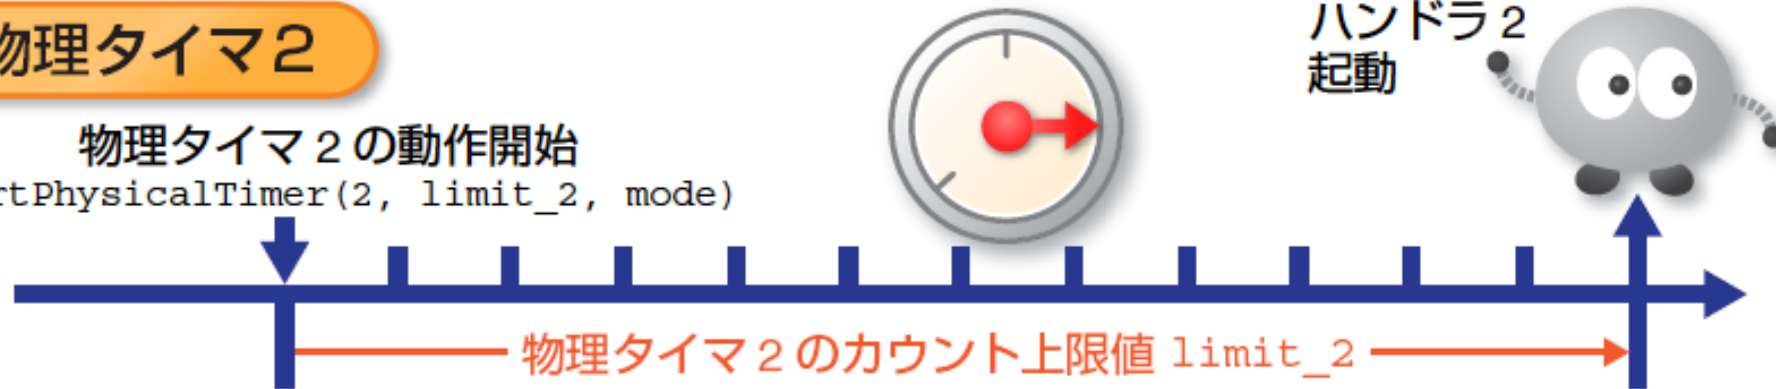 物理タイマ2
ハンドラ2
起動
物理タイマ2の動作開始
rtPhysicalTimer(2, limit_2, mode)
物理タイマ2のカウント上限値 limit_2